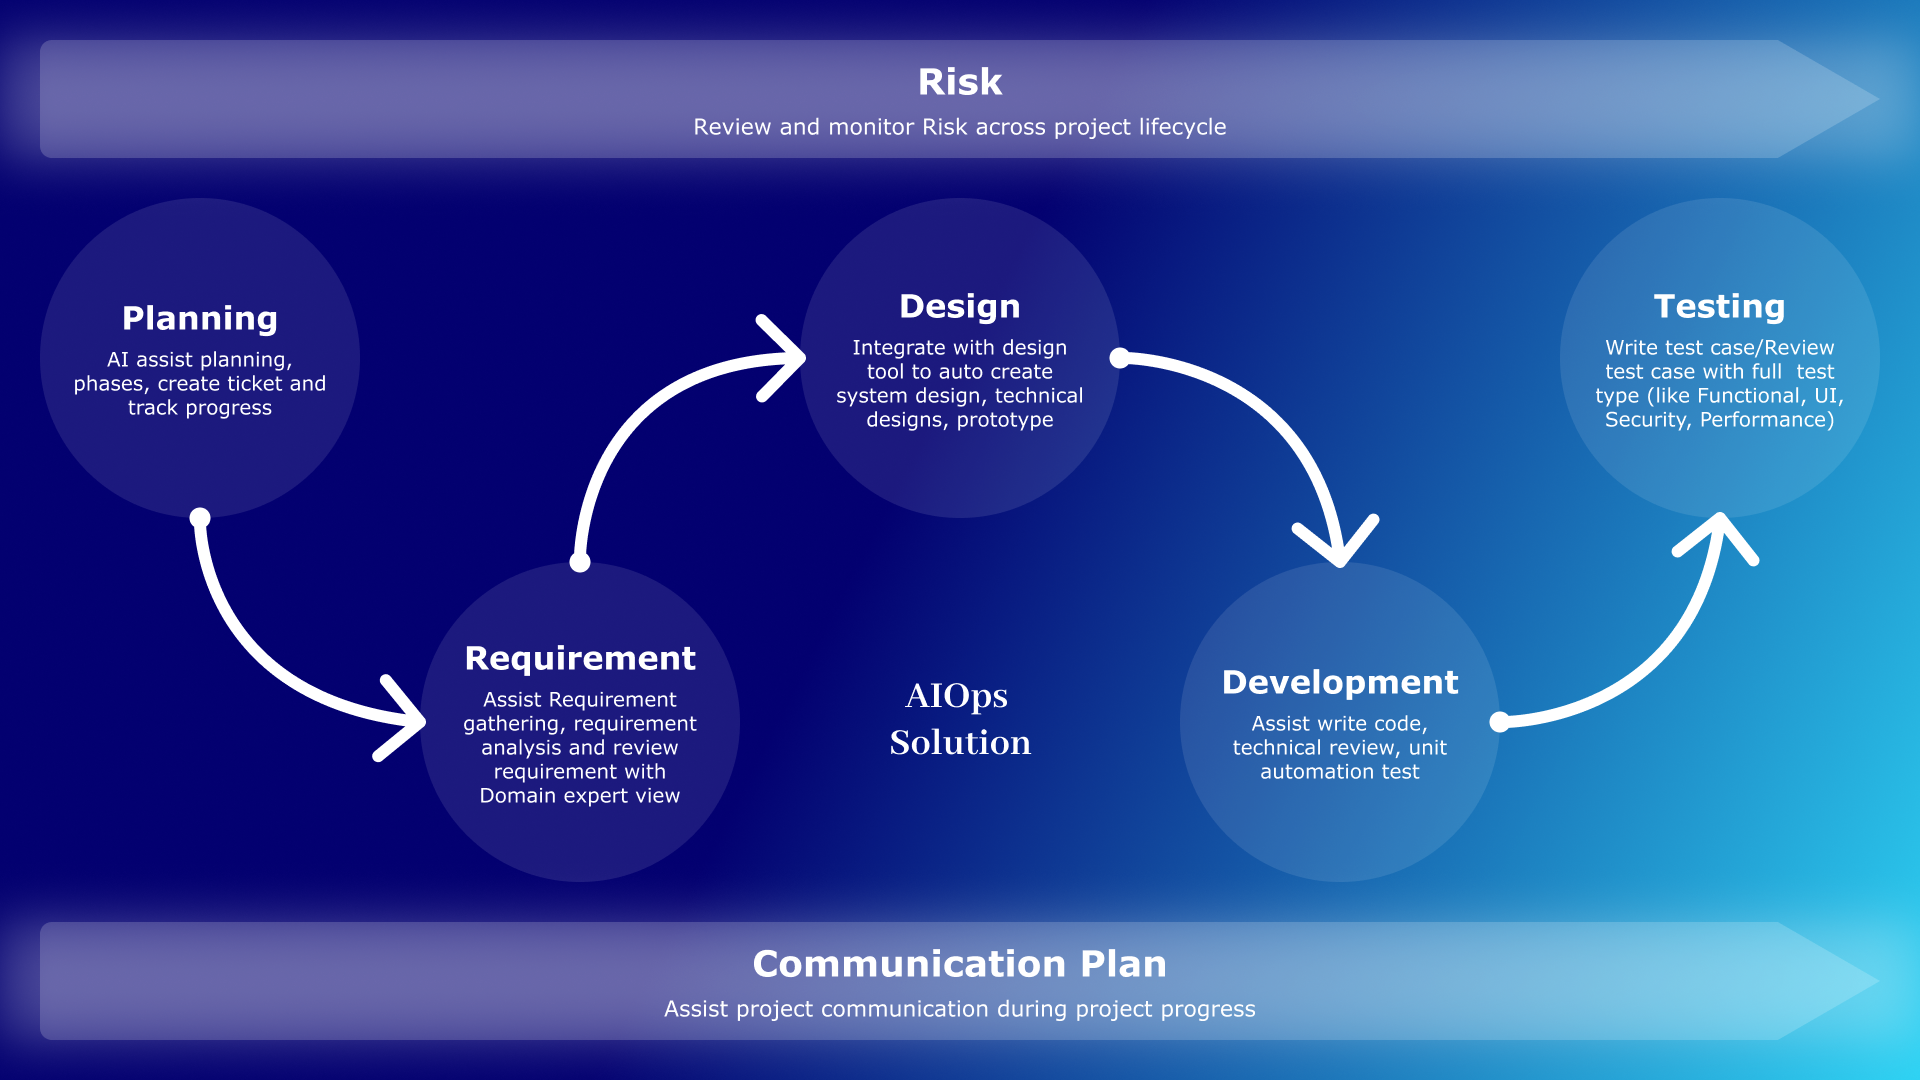 Risk
Review and monitor Risk across project lifecycle
Planning
AI assist planning,
phases, create ticket and
track progress
Requirement
Assist Requirement
gathering, requirement
analysis and review
requirement with
Domain expert view
Design
Integrate with design
tool to auto create
system design, technical
designs, prototype
AIOps
Solution
Development
Assist write code,
technical review, unit
automation test
Testing
Write test case/Review
test case with full  test
type (like Functional, UI,
Security, Performance)
Communication Plan
Assist project communication during project progress